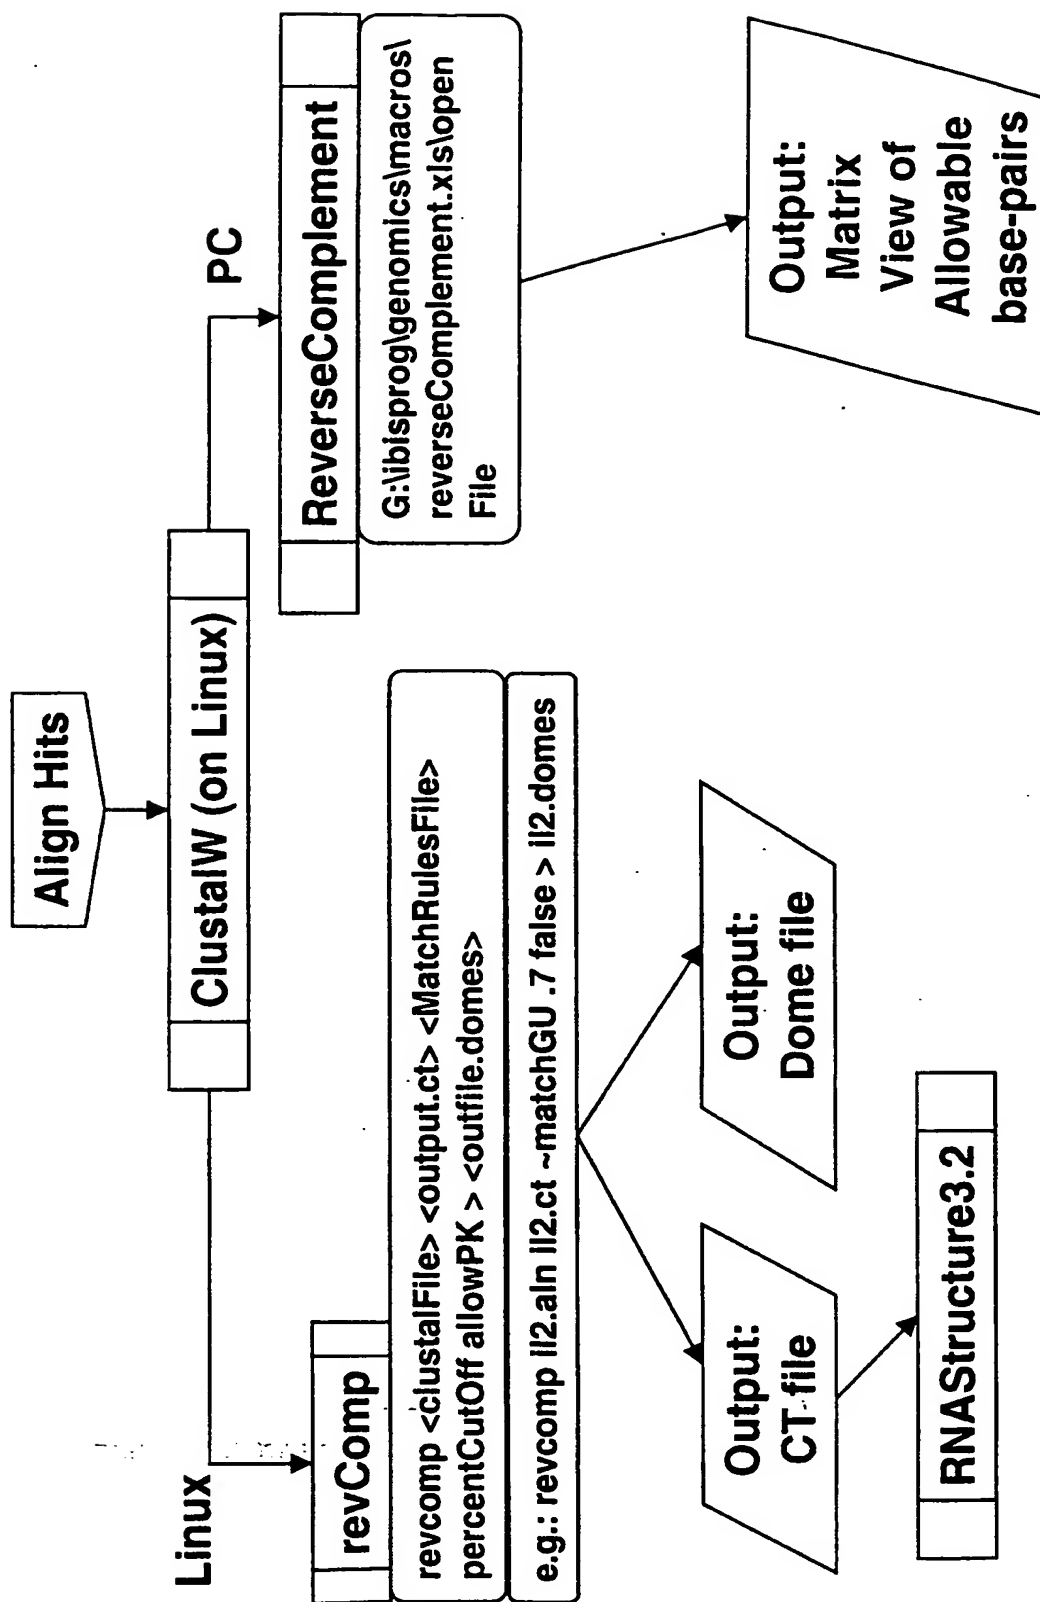 Align Hits
ClustalW (on Linux)
Linux
PC
revComp
revcomp <clustalFile> <output.ct> <MatchRulesFile>
percentCutOff allowPK > <outfile.domes>
e.g.: revcomp Il2.aln Il2.ct ~matchGU .7 false > il2.domes
Output:
CT file
Output:
Dome file
RNAStructure3.2
ReverseComplement
G:\ibisprog\genomics\macros\
reverseComplement.xls\open
File
Output:
Matrix
View of
Allowable
base-pairs